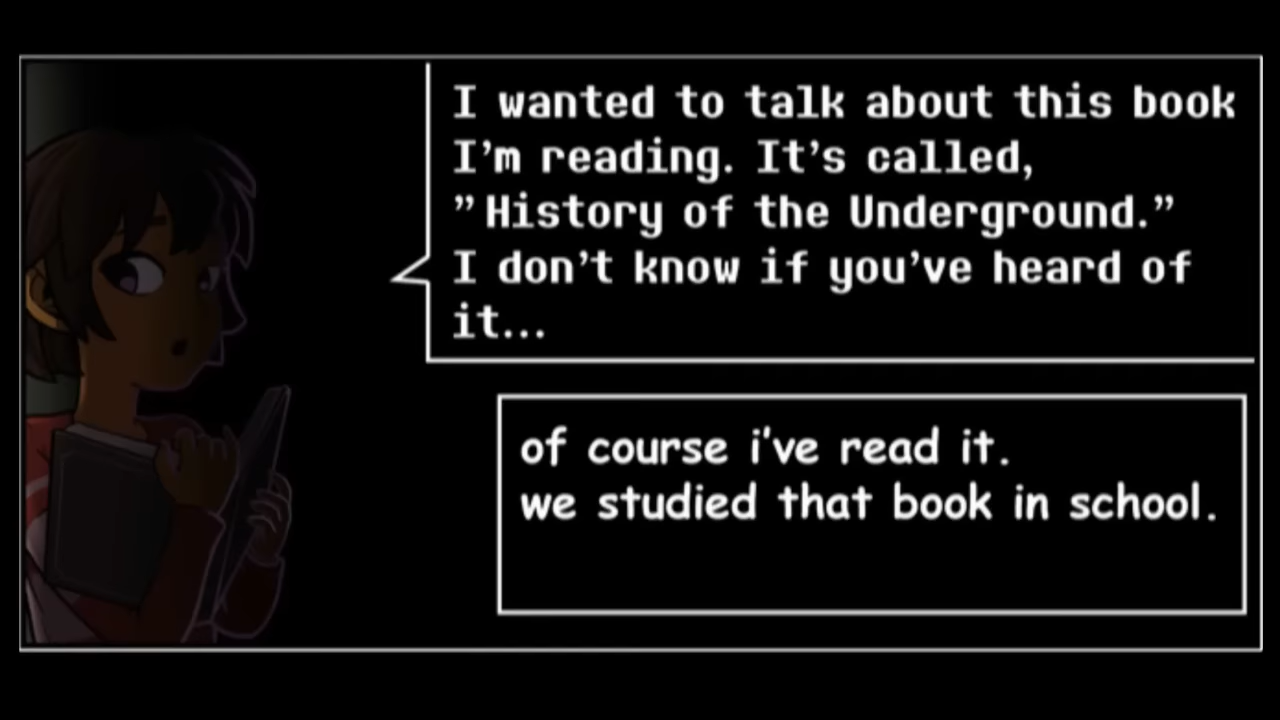 I wanted to talk about this book
I’m reading. It’s called,
”History of the Underground.”
I don’t know if you’ve heard of
it...
of course i've read it.
we studied that book in school.